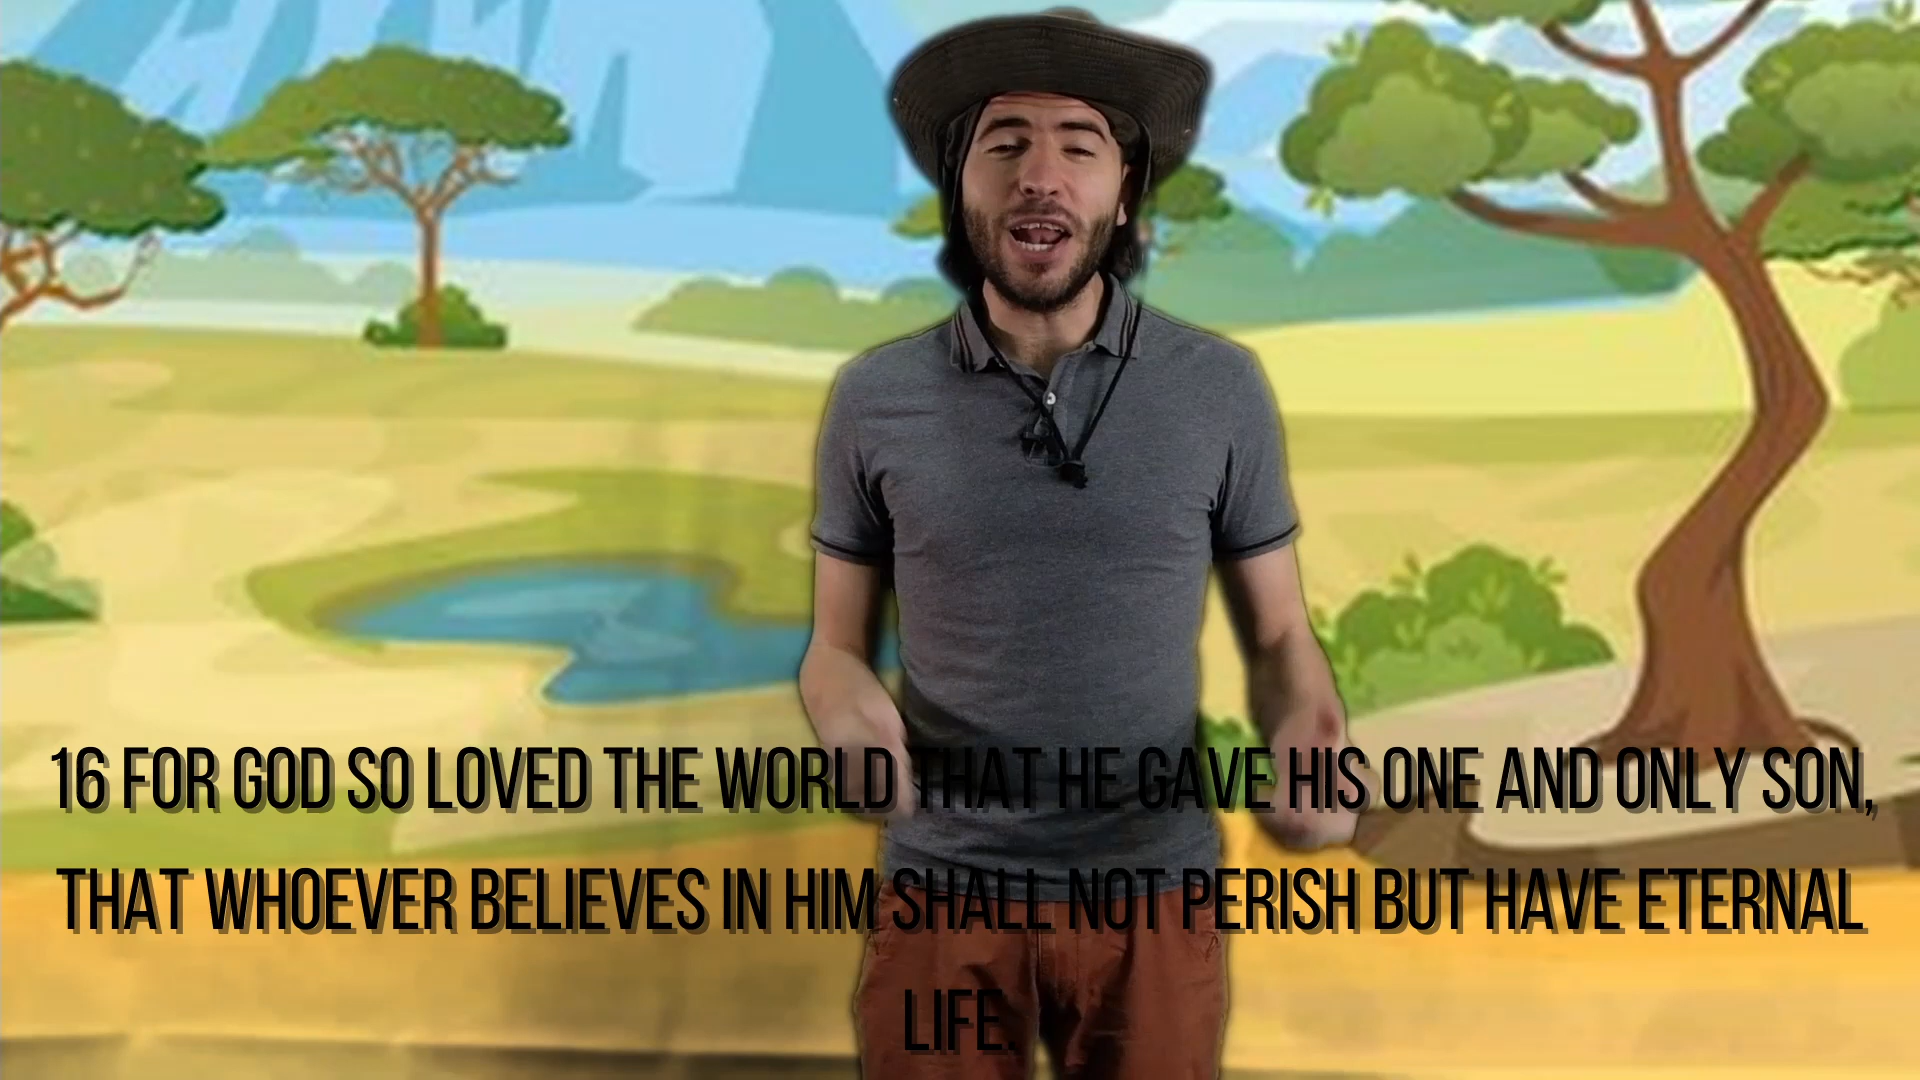 16 FOR GOD SO LOVED THE WORLD THAT HE GAVE HIS ONE AND ONLY SON,
THAT WHOEVER BELIEVES IN HIM SHALL NOT PERISH BUT HAVE ETERNAL
LIFE.